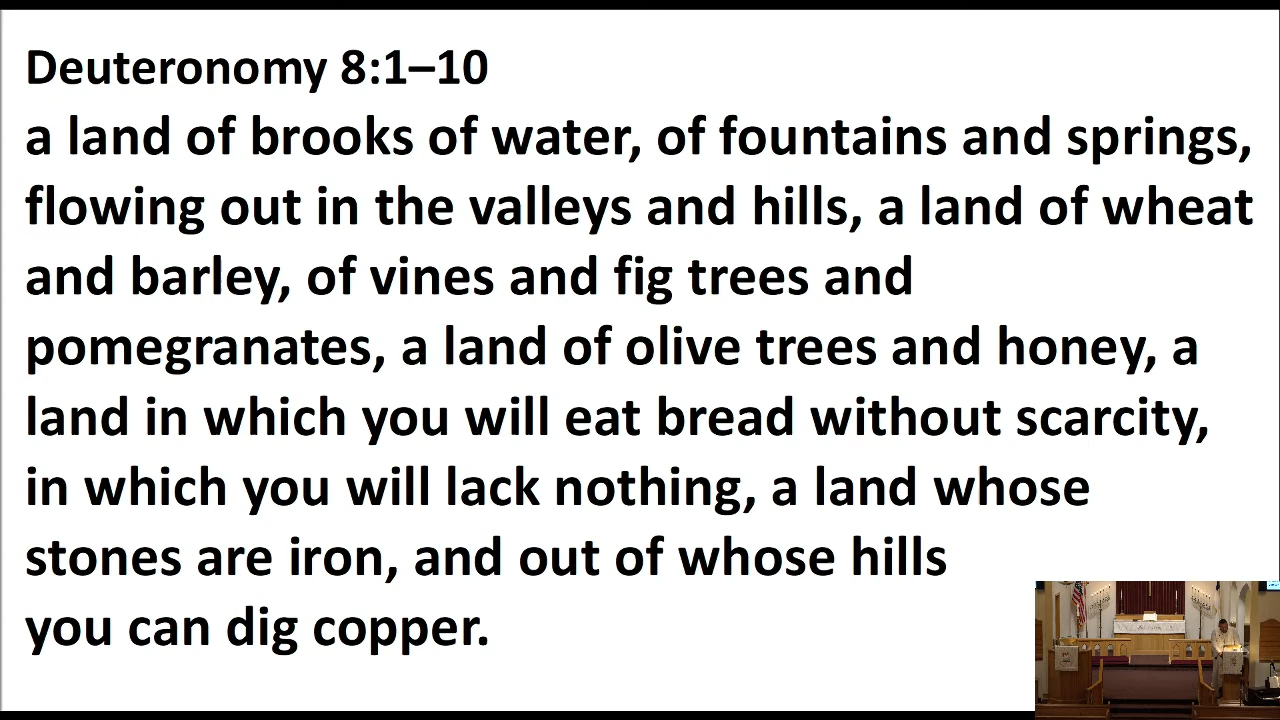 Deuteronomy 8:1–10
a land of brooks of water, of fountains and springs,
flowing out in the valleys and hills, a land of wheat
and barley, of vines and fig trees and
pomegranates, a land of olive trees and honey, a
land in which you will eat bread without scarcity,
in which you will lack nothing, a land whose
stones are iron, and out of whose hills
you can dig copper.